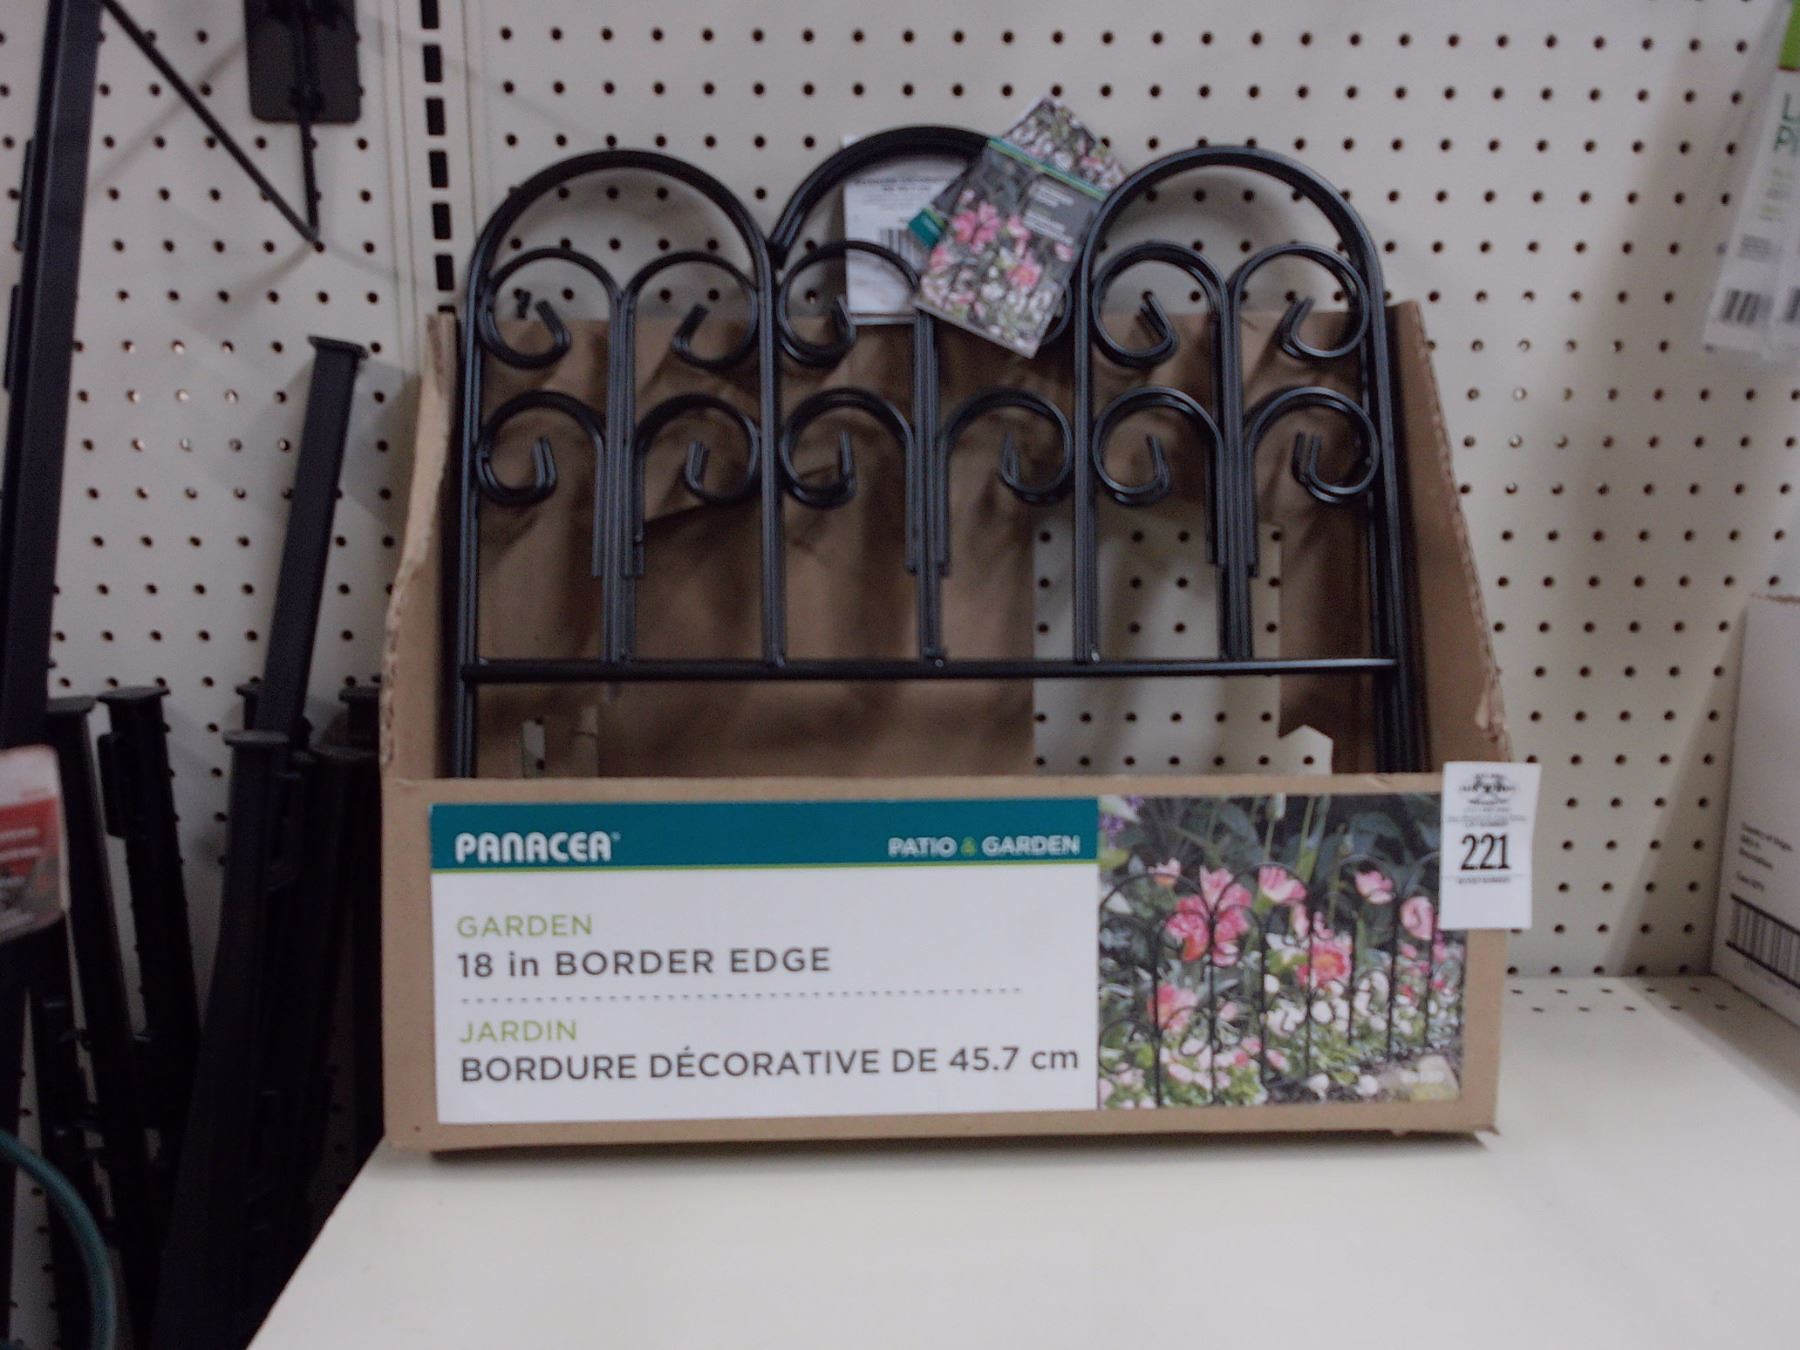 PANACEA
PATIO & GARDEN
GARDEN
18 in BORDER EDGE
JARDIN
BORDURE DÉCORATIVE DE 45.7 cm
221